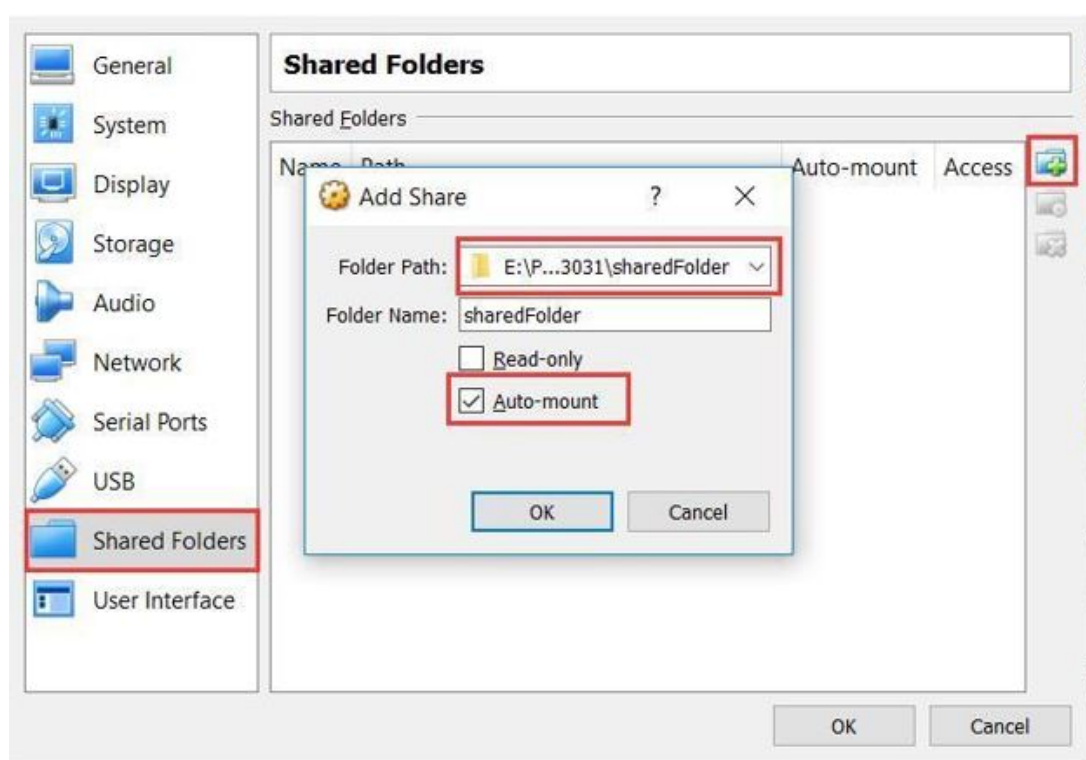 General
System
Display
Storage
Audio
Network
Serial Ports
USB
Shared Folders
User Interface
Shared Folders
Shared Folders
Auto-mount Access
Add Share ? ×
Folder Path: E:\P...3031\sharedFolder
Folder Name: sharedFolder
Read-only
Auto-mount
OK Cancel
OK Cancel